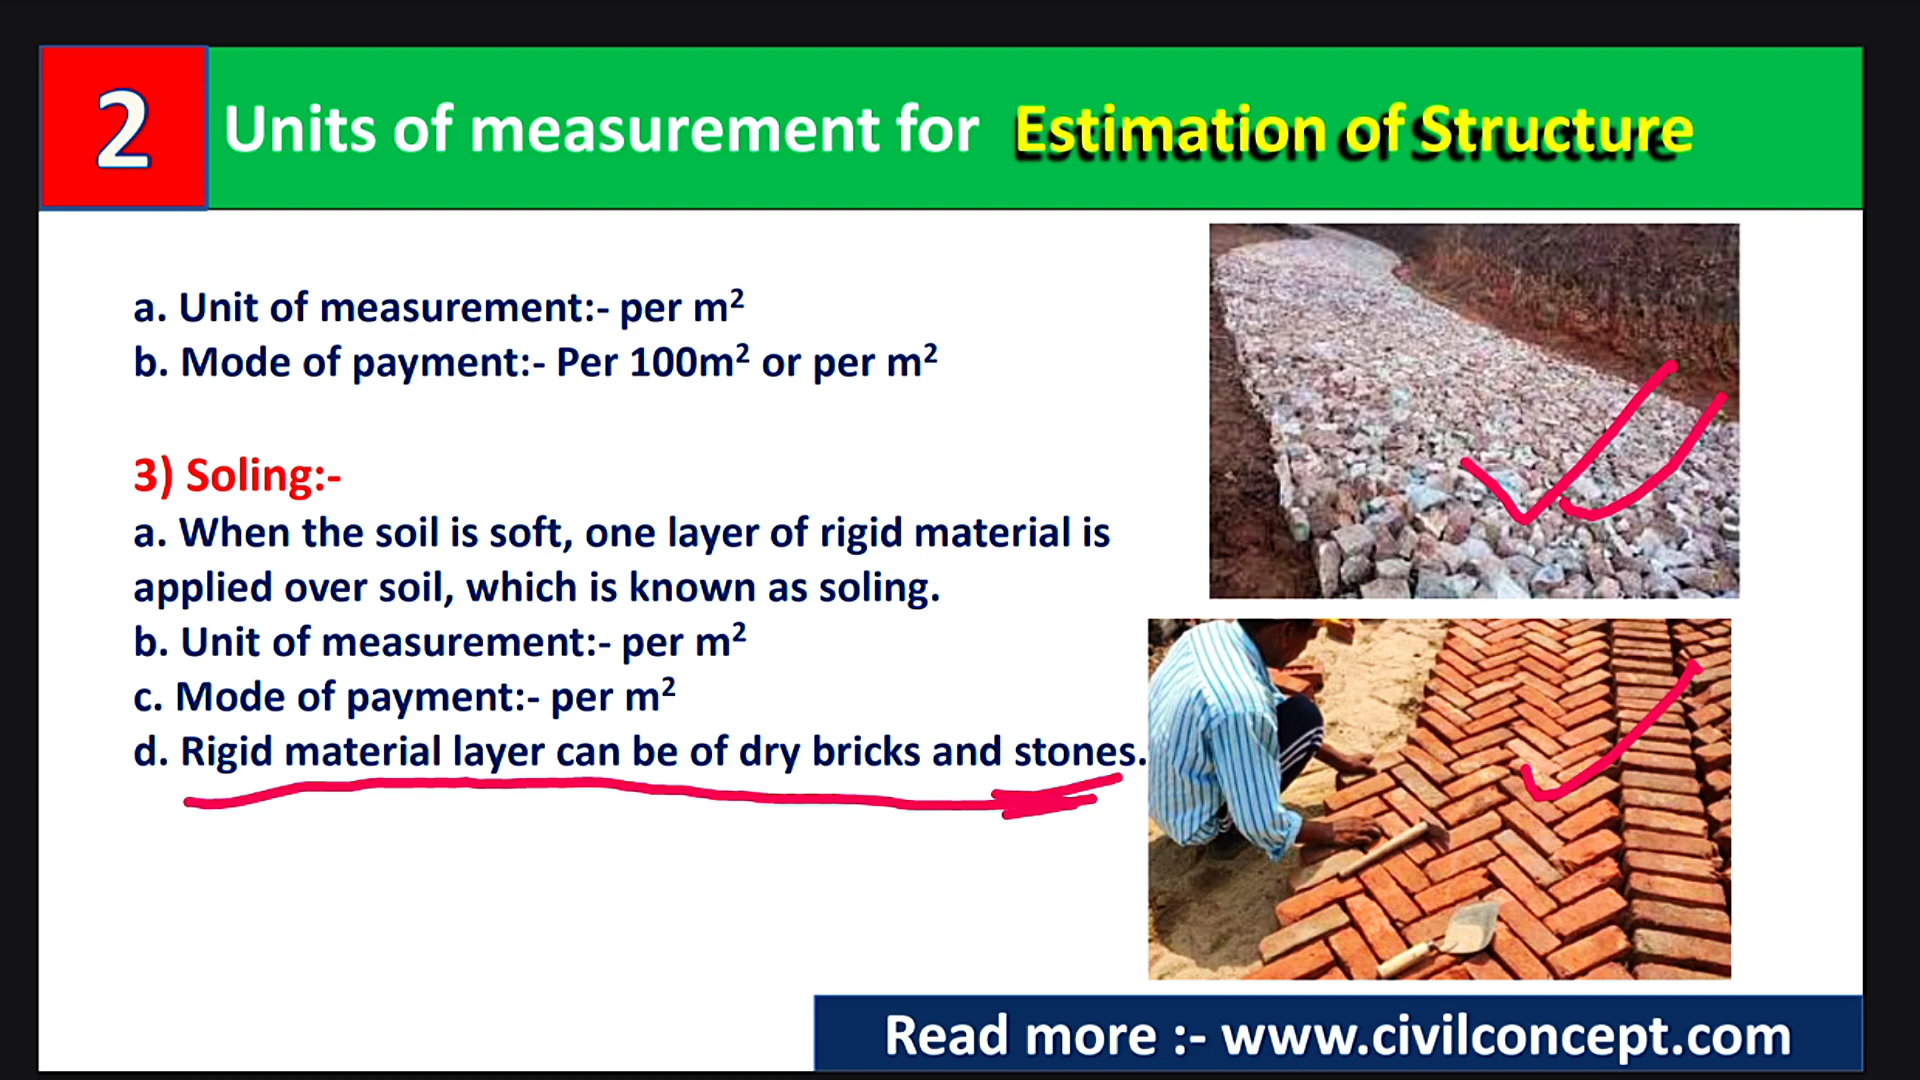 2
Units of measurement for Estimation of Structure
a. Unit of measurement:- per m²
b. Mode of payment:- Per 100m² or per m²
3) Soling:-
a. When the soil is soft, one layer of rigid material is
applied over soil, which is known as soling.
b. Unit of measurement:- per m²
c. Mode of payment:- per m²
d. Rigid material layer can be of dry bricks and stones.
Read more :- www.civilconcept.com